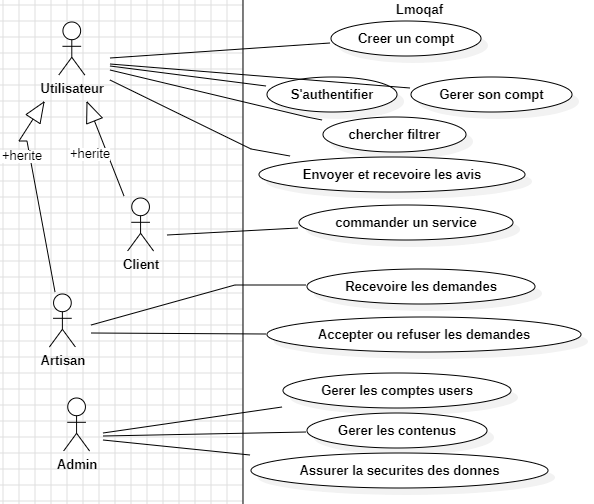 Lmoqaf
Creer un compt
Utilisateur
S'authentifier
Gerer son compt
chercher filtrer
+herite
+herite
Envoyer et recevoire les avis
commander un service
Client
Recevoire les demandes
Accepter ou refuser les demandes
Artisan
Gerer les comptes users
Gerer les contenus
Admin
Assurer la securites des donnes